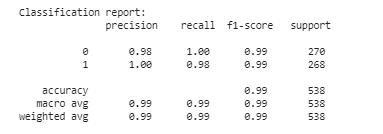 Classification report:
precision recall f1-score support
0 0.98 1.00 0.99 270
1 1.00 0.98 0.99 268
accuracy 0.99 538
macro avg 0.99 0.99 0.99 538
weighted avg 0.99 0.99 0.99 538